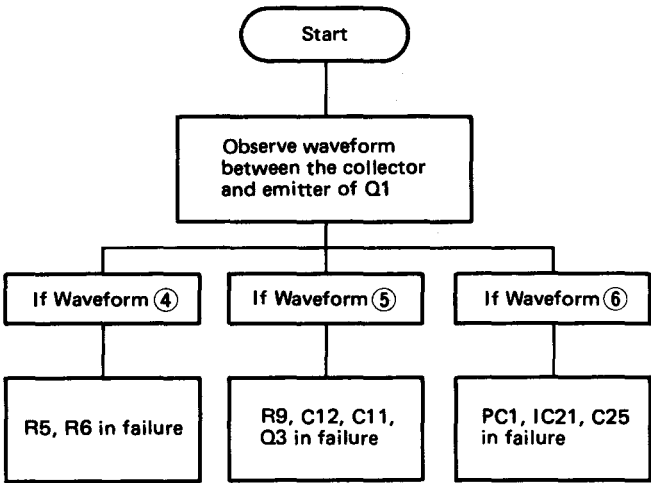 Start
Observe waveform
between the collector
and emitter of Q1
If Waveform ④
If Waveform ⑤
If Waveform ⑥
R5, R6 in failure
R9, C12, C11,
Q3 in failure
PC1, IC21, C25
in failure